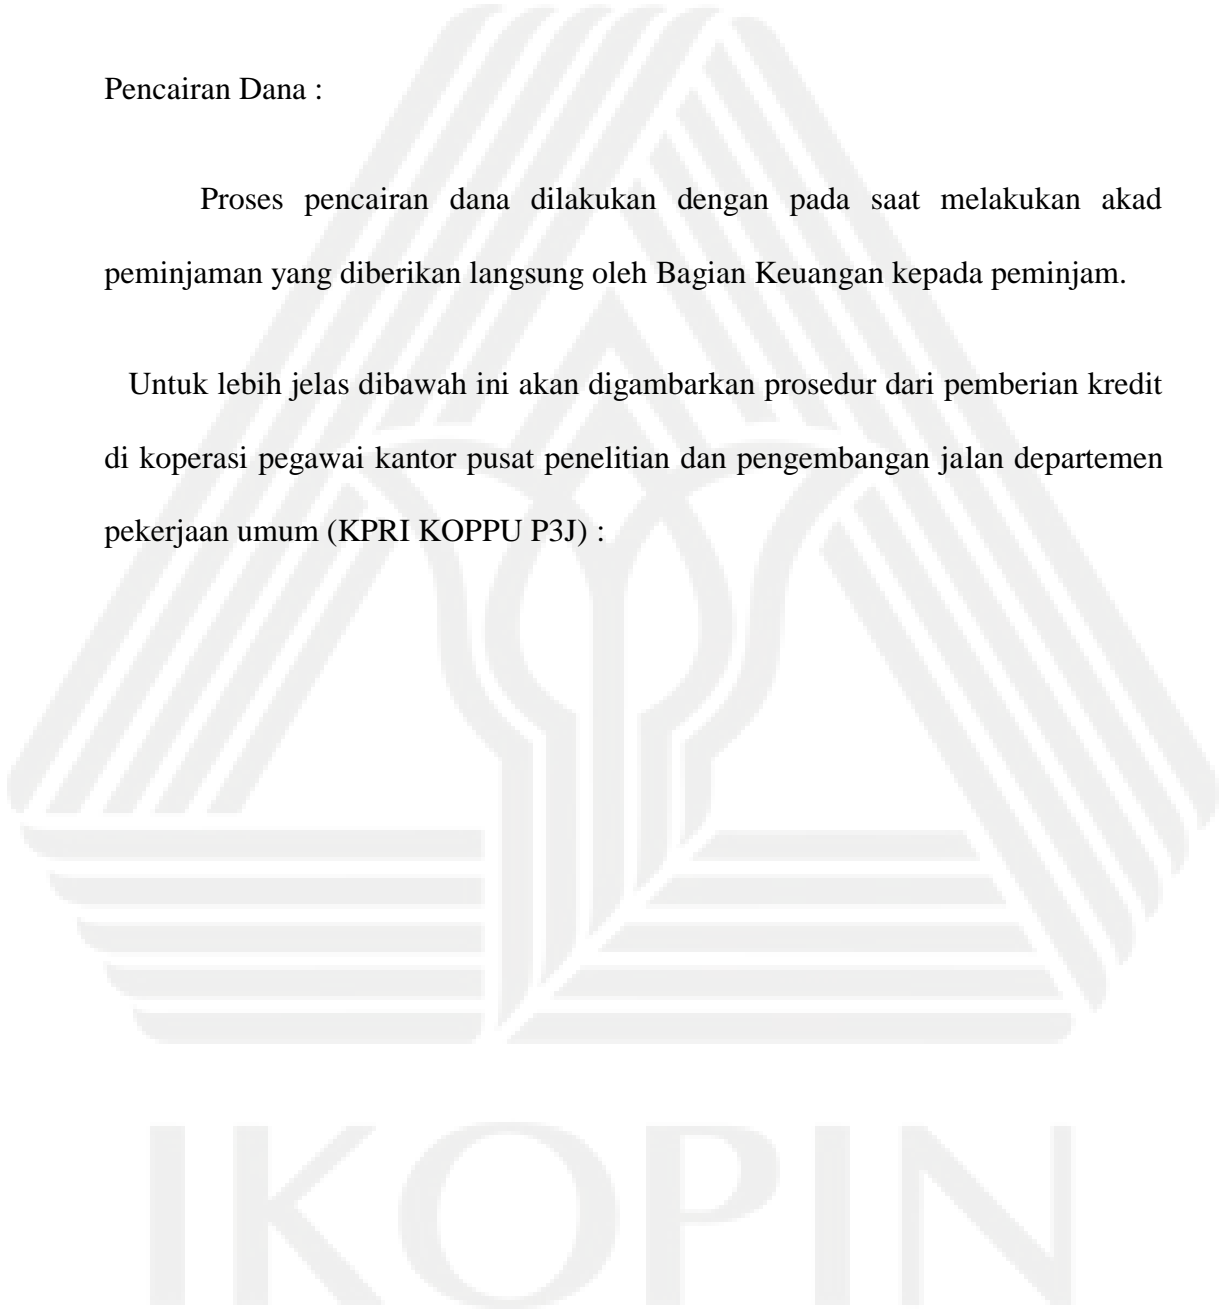 Pencairan Dana :
Proses pencairan dana dilakukan dengan pada saat melakukan akad
peminjaman yang diberikan langsung oleh Bagian Keuangan kepada peminjam.
Untuk lebih jelas dibawah ini akan digambarkan prosedur dari pemberian kredit
di koperasi pegawai kantor pusat penelitian dan pengembangan jalan departemen
pekerjaan umum (KPRI KOPPU P3J) :
IKOPIN